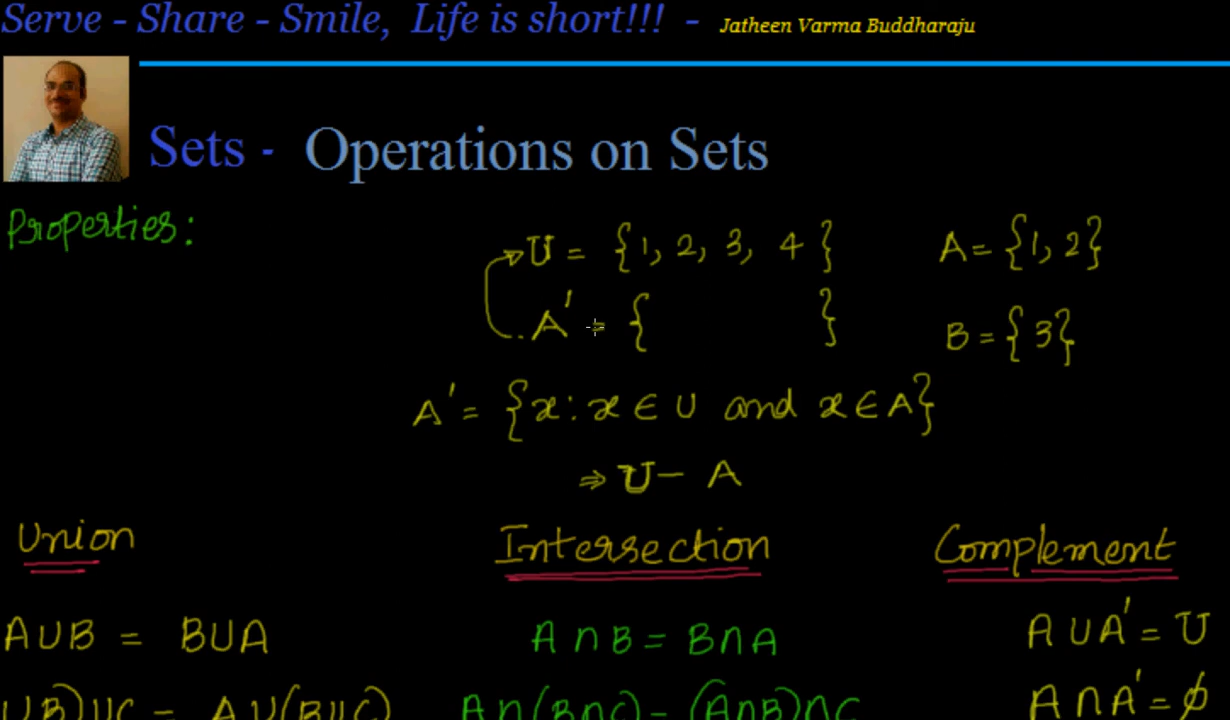 Serve - Share - Smile, Life is short!!! - Jatheen Varma Buddharaju
Sets - Operations on Sets
Properties:
U = {1, 2, 3, 4} A = {1, 2}
A' = { } B = {3}
A' = {x : x ∈ U and x ∈ A}
⇒ U - A
Union Intersection Complement
A∪B = B∪A A∩B = B∩A A∪A' = U
∪B)∪C = A∪(B∪C) A∩(B∩C) = (A∩B)∩C A∩A' = ϕ